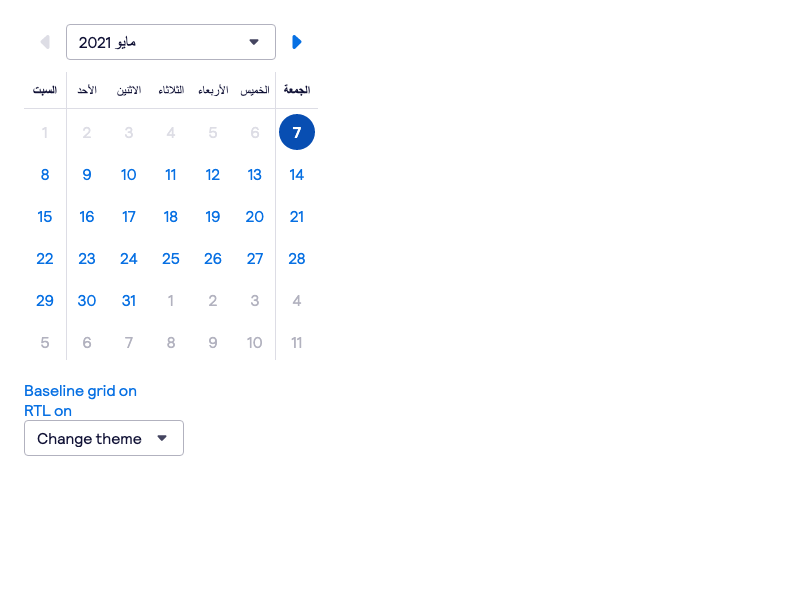 مايو 2021
السبت الأحد الاثنين الثلاثاء الأربعاء الخميس الجمعة
1 2 3 4 5 6 7
8 9 10 11 12 13 14
15 16 17 18 19 20 21
22 23 24 25 26 27 28
29 30 31 1 2 3 4
5 6 7 8 9 10 11
Baseline grid on
RTL on
Change theme